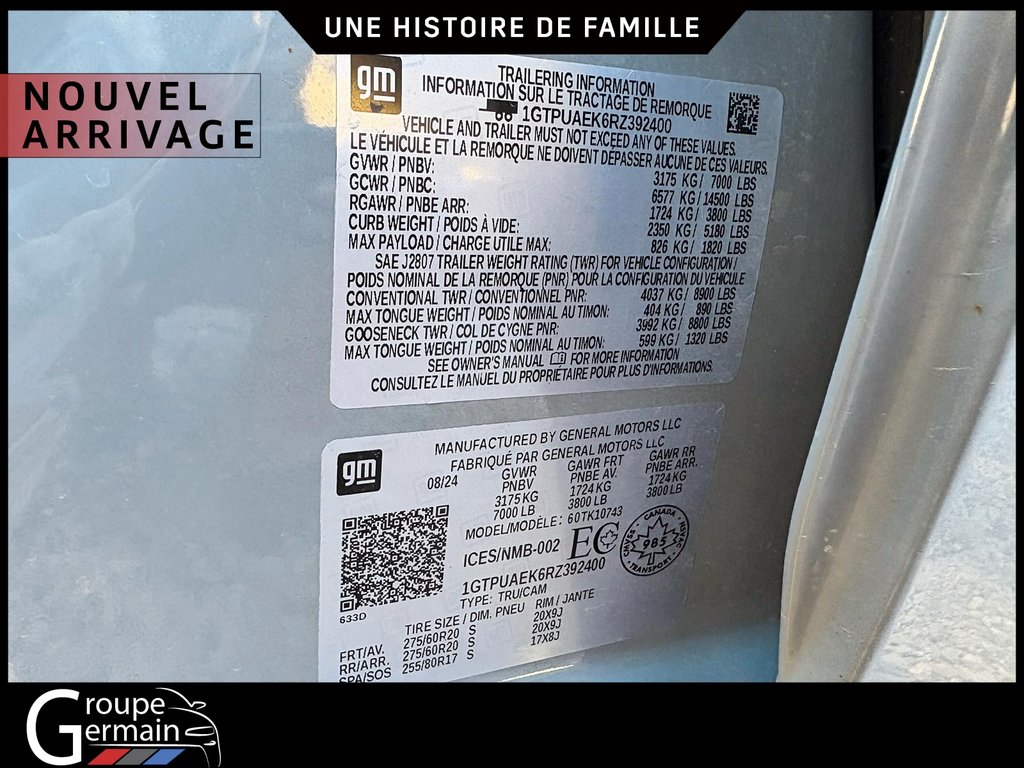 UNE HISTOIRE DE FAMILLE
NOUVEL
ARRIVAGE
gm
TRAILERING INFORMATION
INFORMATION SUR LE TRACTAGE DE REMORQUE
1GTPUAEK6RZ392400
VEHICLE AND TRAILER MUST NOT EXCEED ANY OF THESE VALUES.
LE VÉHICULE ET LA REMORQUE NE DOIVENT DÉPASSER AUCUNE DE CES VALEURS.
GVWR / PNBV: 3175 KG / 7000 LBS
GCWR / PNBC: 6577 KG / 14500 LBS
RGAWR / PNBE ARR: 1724 KG / 3800 LBS
CURB WEIGHT / POIDS À VIDE: 2350 KG / 5180 LBS
MAX PAYLOAD / CHARGE UTILE MAX: 826 KG / 1820 LBS
SAE J2807 TRAILER WEIGHT RATING (TWR) FOR VEHICLE CONFIGURATION /
POIDS NOMINAL DE LA REMORQUE (PNR) POUR LA CONFIGURATION DU VÉHICULE
CONVENTIONAL TWR / CONVENTIONNEL PNR: 4037 KG / 8900 LBS
MAX TONGUE WEIGHT / POIDS NOMINAL AU TIMON: 404 KG / 890 LBS
GOOSENECK TWR / COL DE CYGNE PNR: 3992 KG / 8800 LBS
MAX TONGUE WEIGHT / POIDS NOMINAL AU TIMON: 599 KG / 1320 LBS
SEE OWNER'S MANUAL FOR MORE INFORMATION
CONSULTEZ LE MANUEL DU PROPRIÉTAIRE POUR PLUS D'INFORMATIONS.
gm
MANUFACTURED BY GENERAL MOTORS LLC
FABRIQUÉ PAR GENERAL MOTORS LLC
08/24 GVWR GAWR FRT GAWR RR
PNBV PNBE AV. PNBE ARR.
3175 KG 1724 KG 1724 KG
7000 LB 3800 LB 3800 LB
MODEL/MODÈLE: 60TK10743
ICES/NMB-002 EC
CANADA
985
TRANSPORT
1GTPUAEK6RZ392400
TYPE: TRU/CAM
633D
TIRE SIZE / DIM. PNEU RIM / JANTE
FRT/AV. 275/60R20 S 20X9J
RR/ARR. 275/60R20 S 20X9J
SPA/SOS 255/80R17 S 17X8J
Groupe
Germain